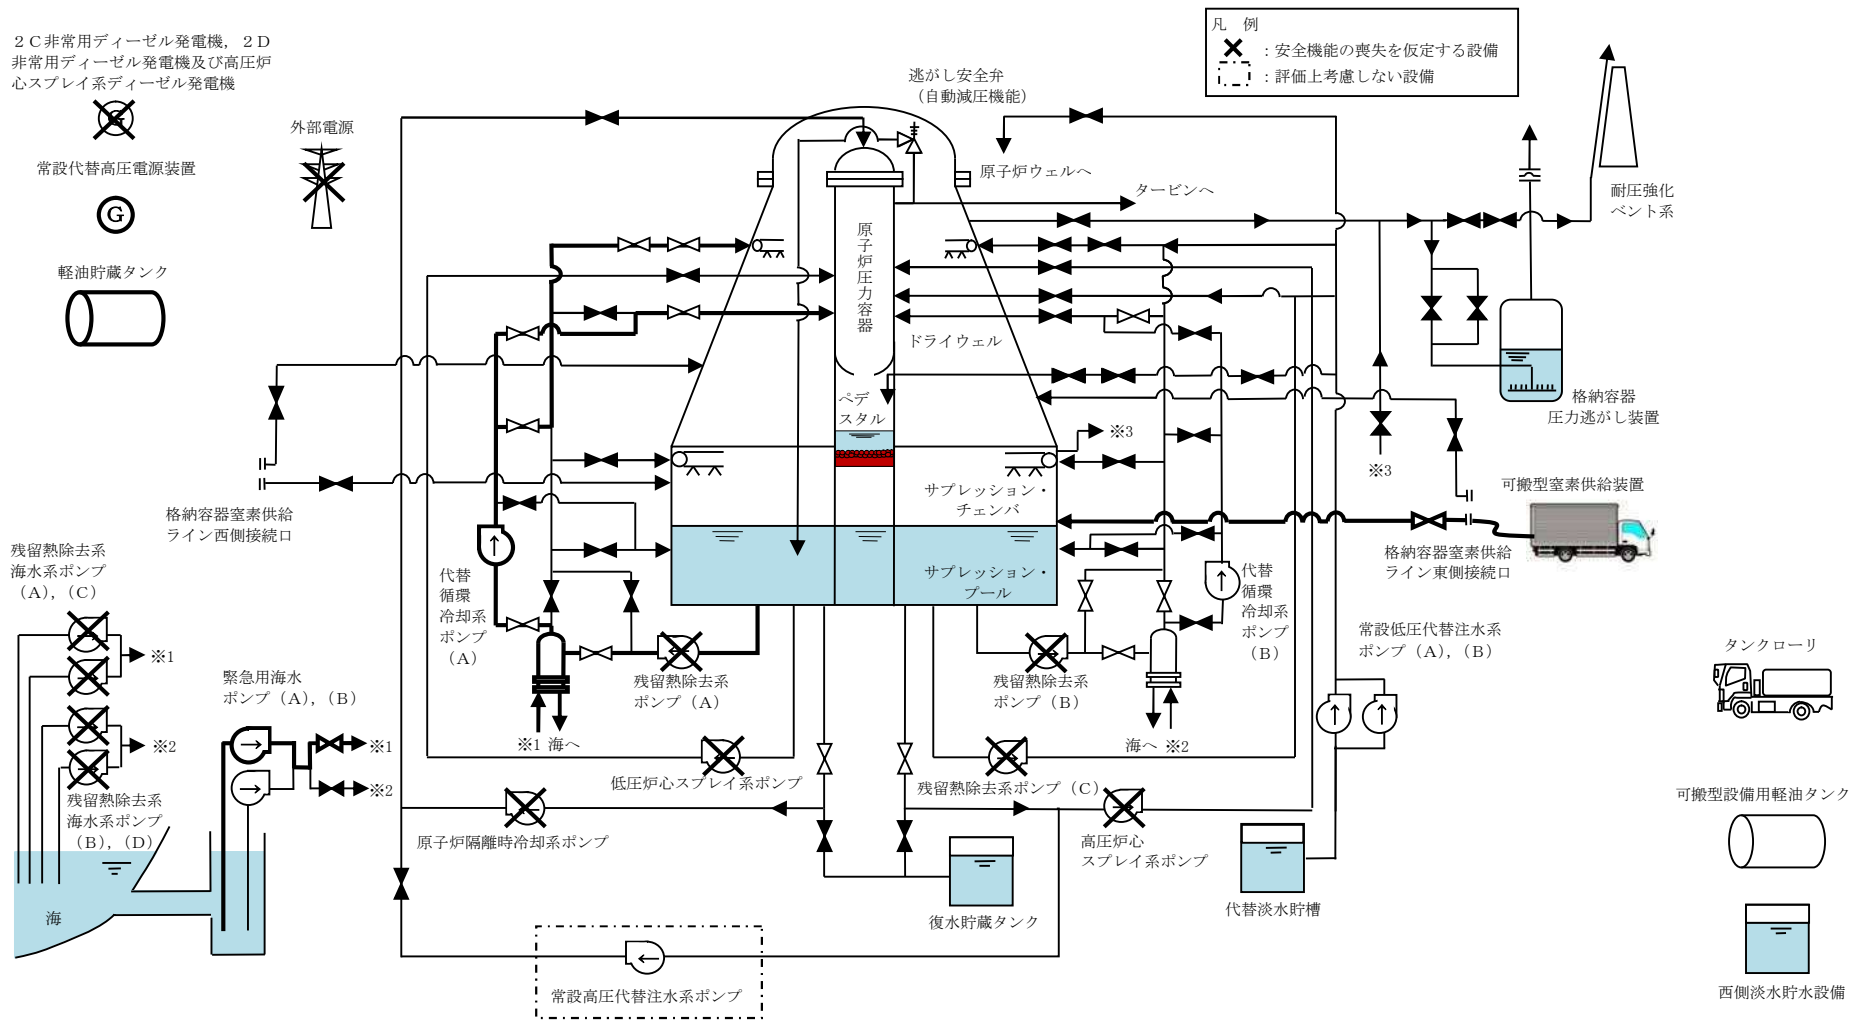 ２Ｃ非常用ディーゼル発電機，２Ｄ
非常用ディーゼル発電機及び高圧炉
心スプレイ系ディーゼル発電機
G
外部電源
常設代替高圧電源装置
G
軽油貯蔵タンク
逃がし安全弁
（自動減圧機能）
凡　例
：安全機能の喪失を仮定する設備
：評価上考慮しない設備
原子炉ウェルへ
タービンへ
耐圧強化
ベント系
原子炉圧力容器
ドライウェル
ペデ
スタル
格納容器
圧力逃がし装置
※3
※3
可搬型窒素供給装置
サプレッション・
チェンバ
格納容器窒素供給
ライン西側接続口
格納容器窒素供給
ライン東側接続口
残留熱除去系
海水系ポンプ
（A），（C）
代替
循環
冷却系
ポンプ
（A）
サプレッション・
プール
代替
循環
冷却系
ポンプ
（B）
常設低圧代替注水系
ポンプ（A），（B）
タンクローリ
※1
緊急用海水
ポンプ（A），（B）
残留熱除去系
ポンプ（A）
残留熱除去系
ポンプ（B）
※2
※1
※2
※1 海へ
海へ ※2
低圧炉心スプレイ系ポンプ
残留熱除去系ポンプ（C）
残留熱除去系
海水系ポンプ
（B），（D）
可搬型設備用軽油タンク
原子炉隔離時冷却系ポンプ
高圧炉心
スプレイ系ポンプ
海
復水貯蔵タンク
代替淡水貯槽
常設高圧代替注水系ポンプ
西側淡水貯水設備